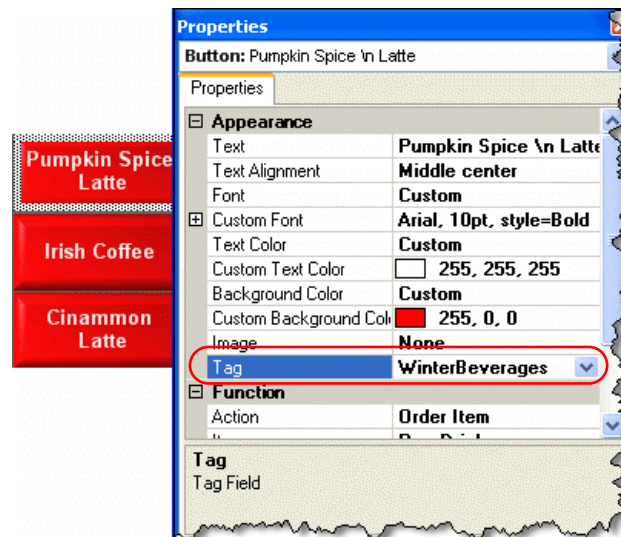 Properties
Button: Pumpkin Spice \n Latte
Properties
Pumpkin Spice
Latte
Irish Coffee
Cinammon
Latte
Appearance
Text Pumpkin Spice \n Latte
Text Alignment Middle center
Font Custom
Custom Font Arial, 10pt, style=Bold
Text Color Custom
Custom Text Color 255, 255, 255
Background Color Custom
Custom Background Col 255, 0, 0
Image None
Tag WinterBeverages
Function
Action Order Item
Tag
Tag Field